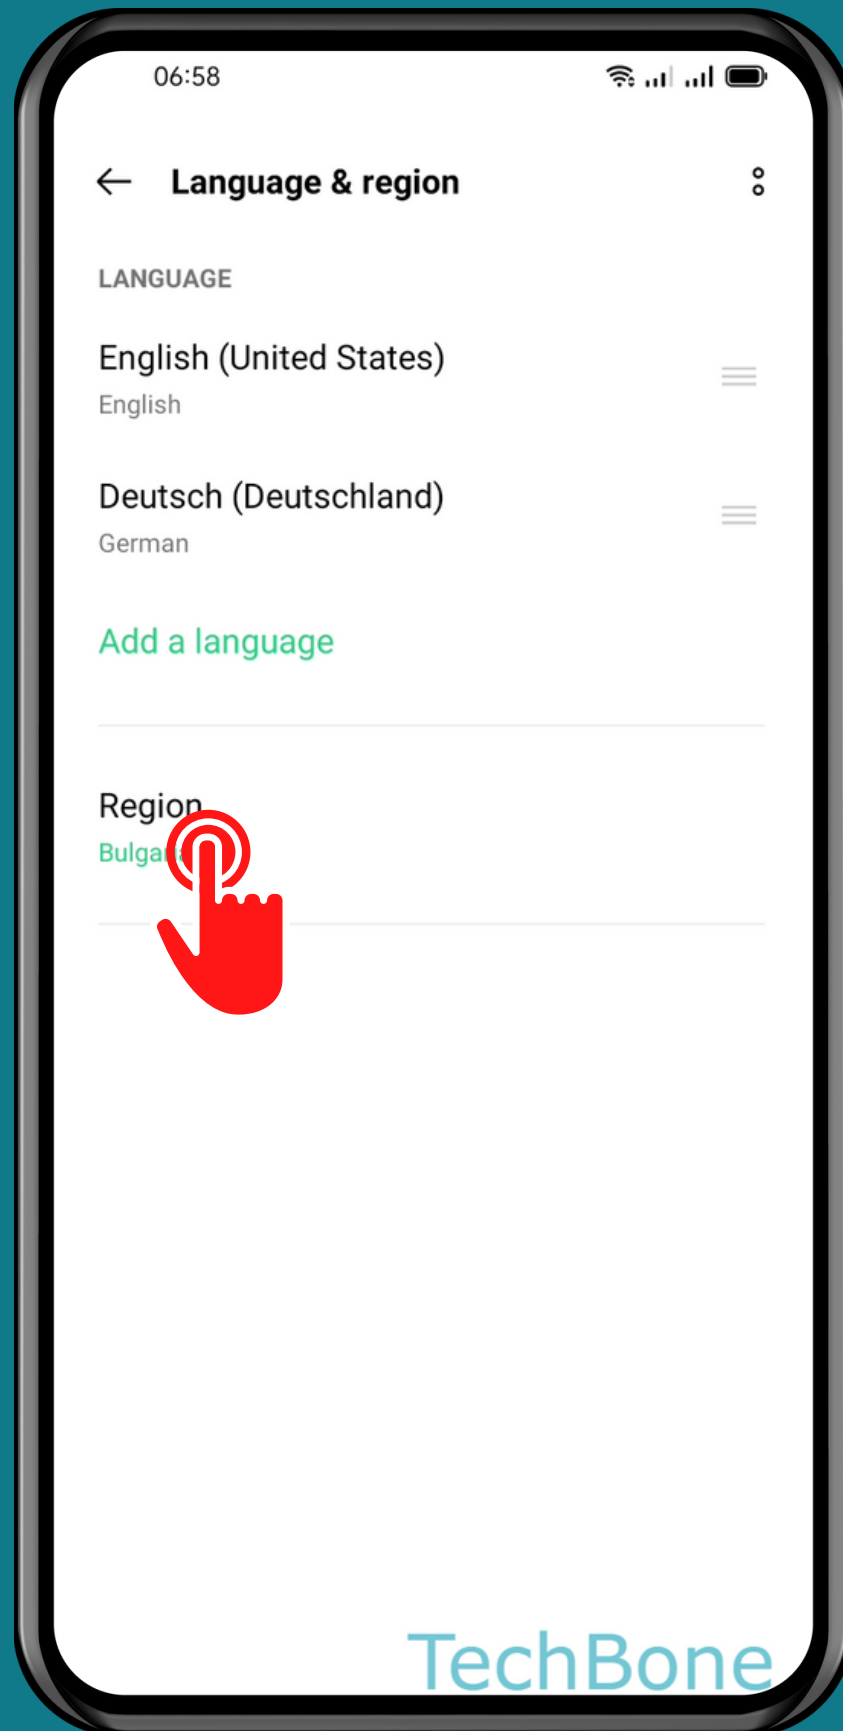 06:58
Language & region
LANGUAGE
English (United States)
English
Deutsch (Deutschland)
German
Add a language
Region
TechBone